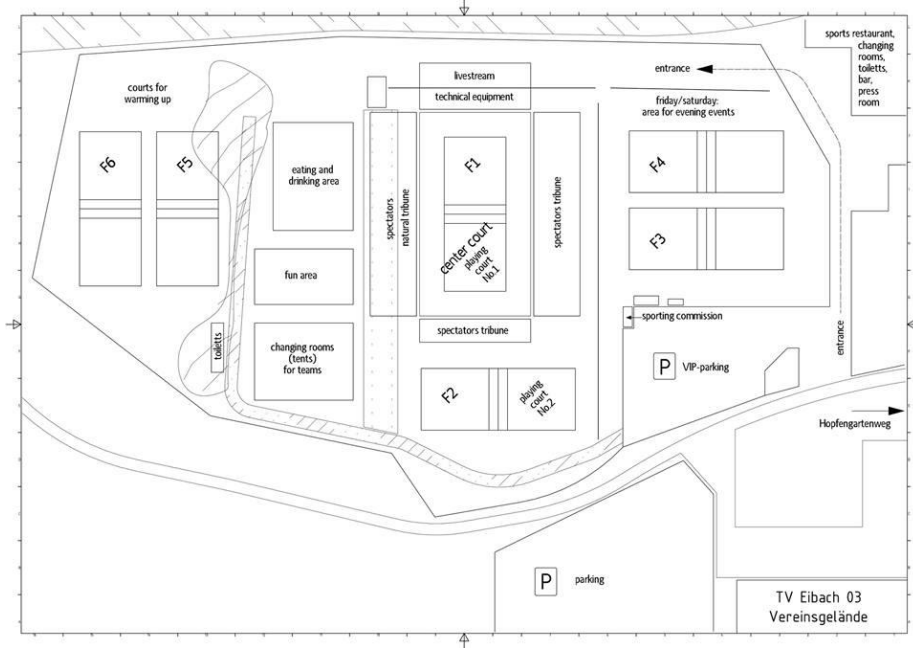 sports restaurant,
changing
rooms,
toiletts,
bar,
press
room
livestream
technical equipment
entrance
friday/saturday:
area for evening events
courts for
warming up
F6
F5
eating and
drinking area
spectators
natural tribune
F1
center court
playing
court
No.1
spectators tribune
F4
F3
fun area
toiletts
changing rooms
(tents)
for teams
spectators tribune
sporting commission
entrance
P
VIP-parking
F2
playing
court
No.2
Hopfengartenweg
P
parking
TV Eibach 03
Vereinsgelände